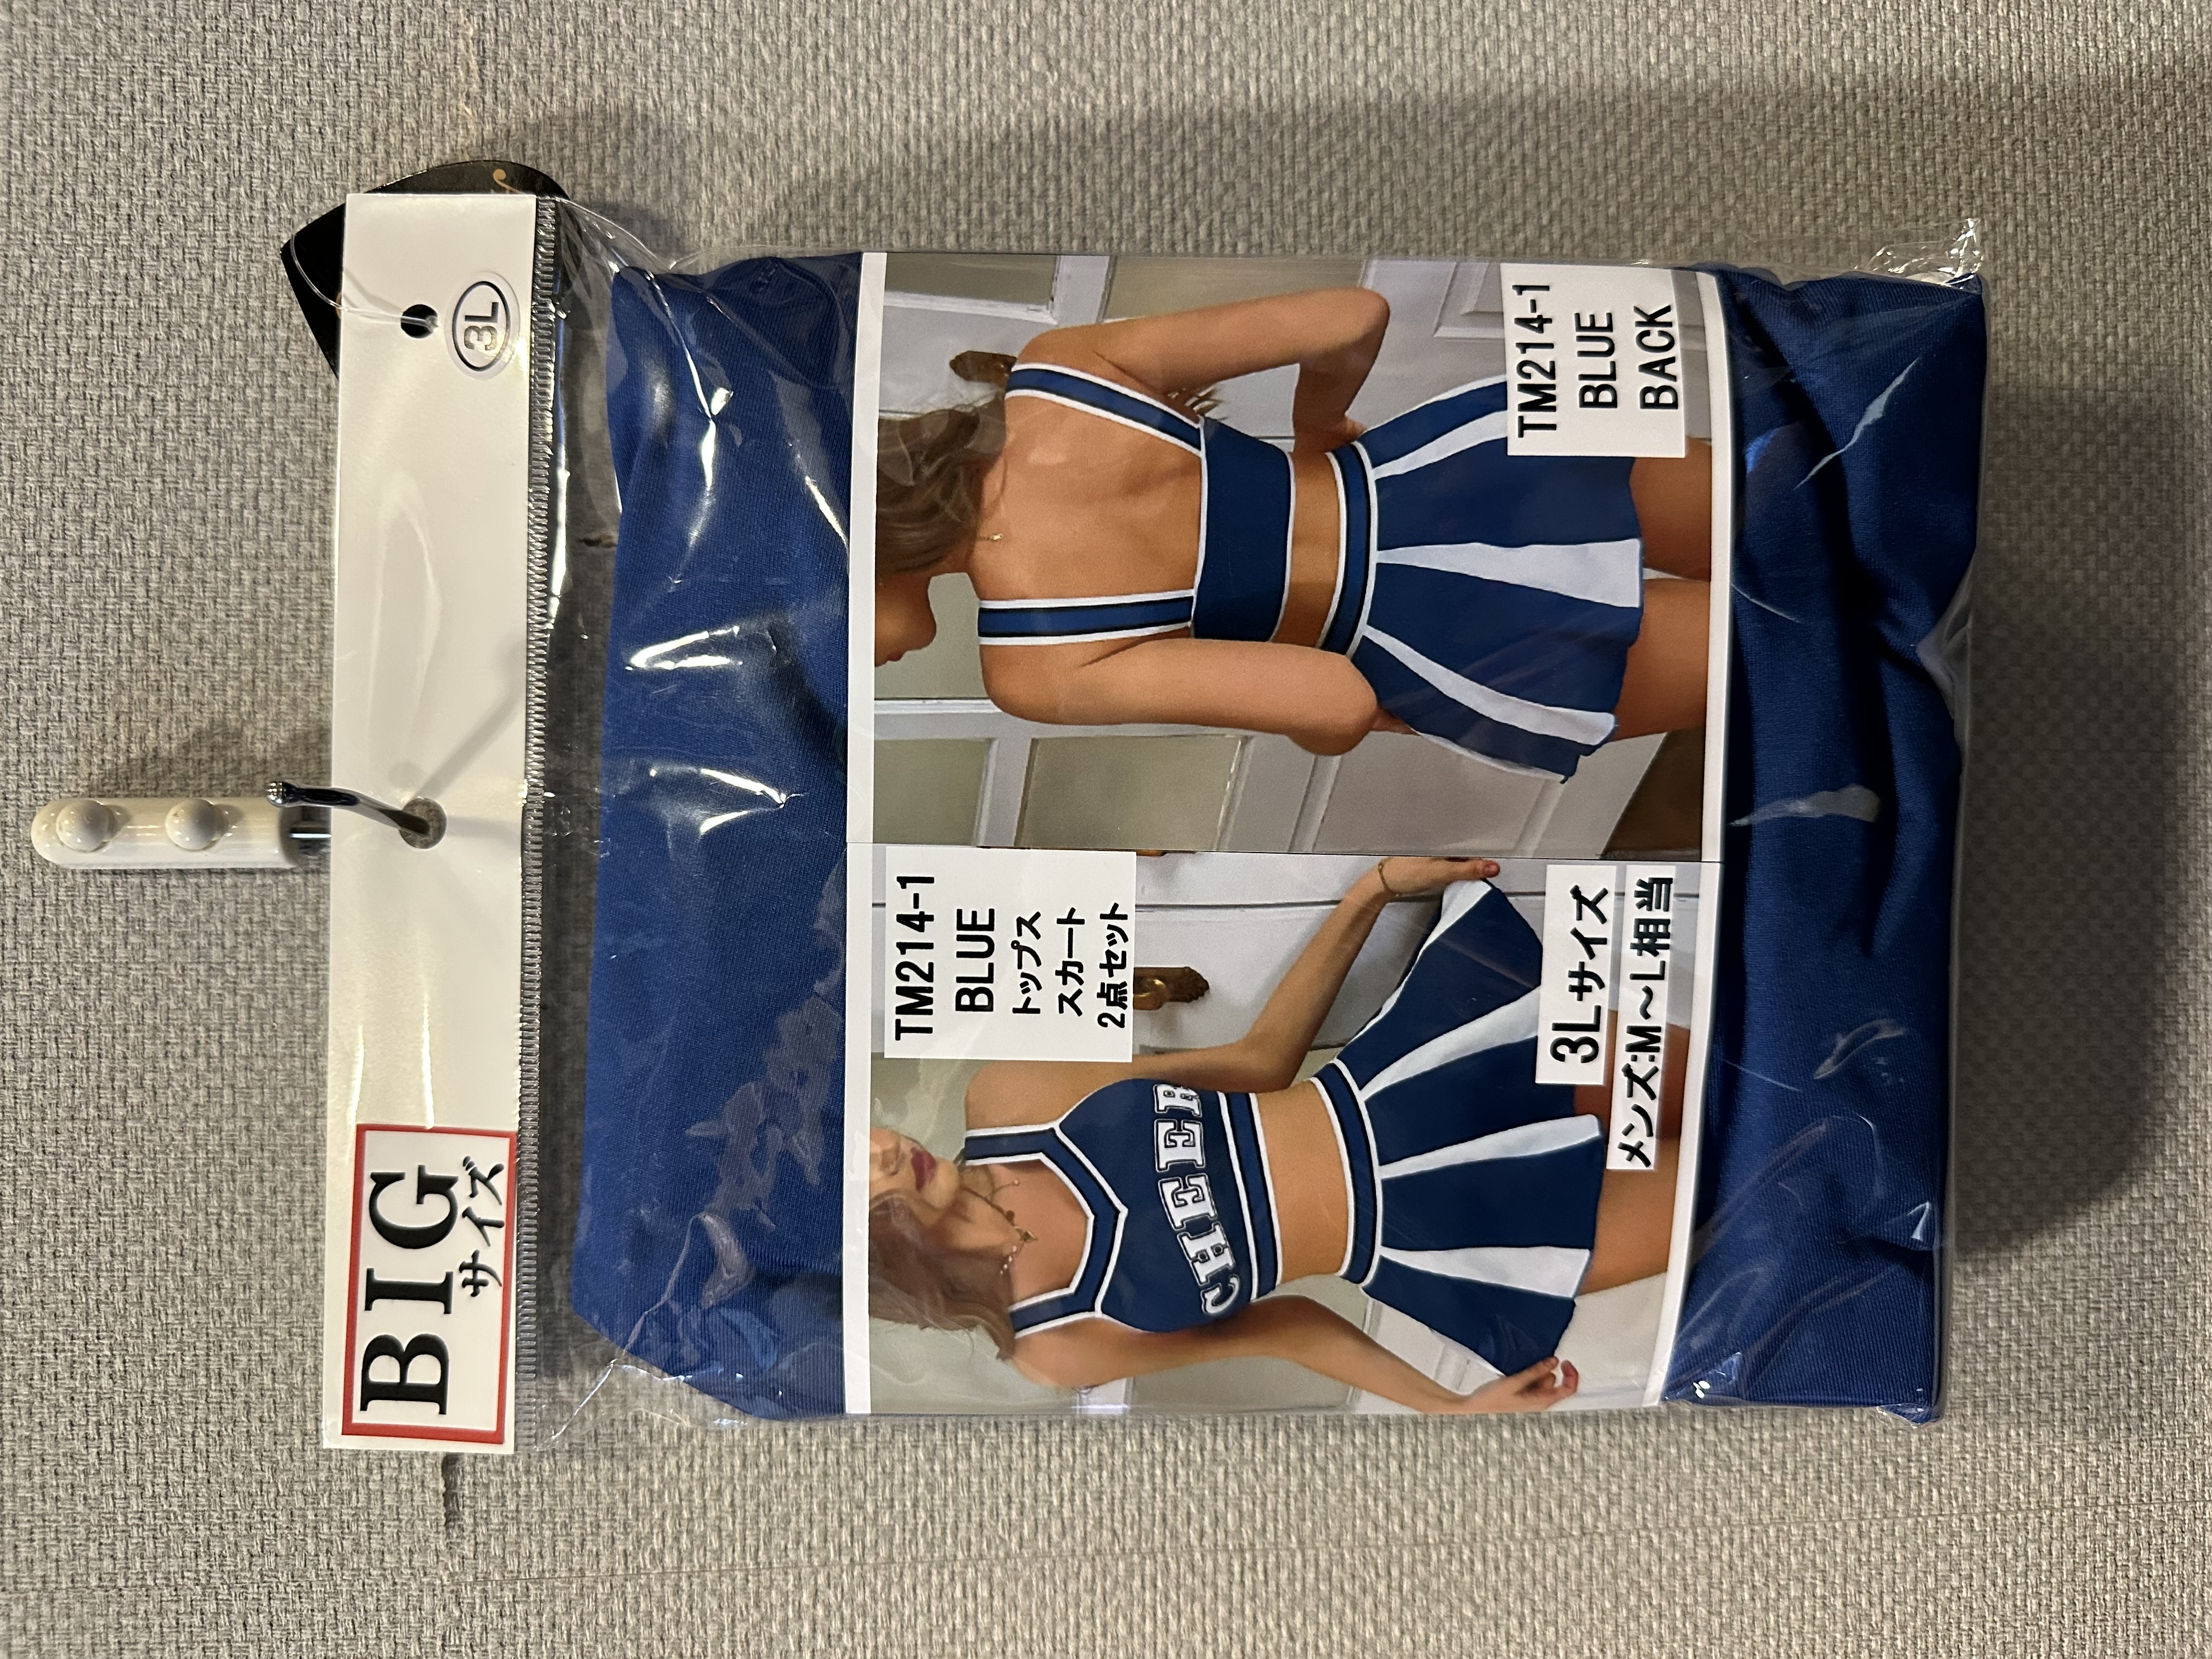 BIG
サイズ
3L
TM214-1
BLUE
トップス
スカート
2点セット
CHEER
3Lサイズ
メンズ:M~L相当
TM214-1
BLUE
BACK